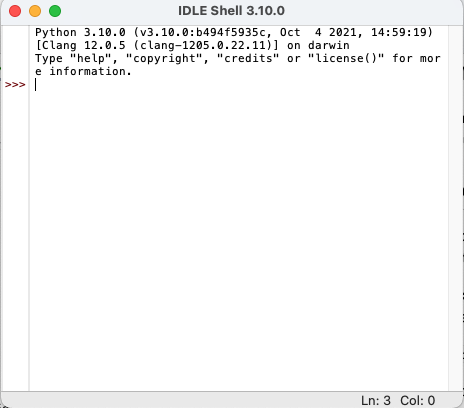 IDLE Shell 3.10.0
Python 3.10.0 (v3.10.0:b494f5935c, Oct  4 2021, 14:59:19)
[Clang 12.0.5 (clang-1205.0.22.11)] on darwin
Type "help", "copyright", "credits" or "license()" for mor
e information.
>>>
Ln: 3  Col: 0